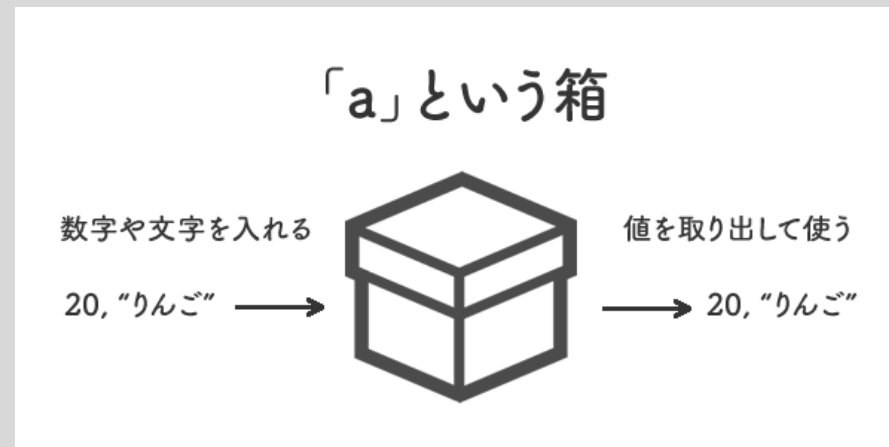 「a」という箱
数字や文字を入れる
20, “りんご”
値を取り出して使う
20, “りんご”